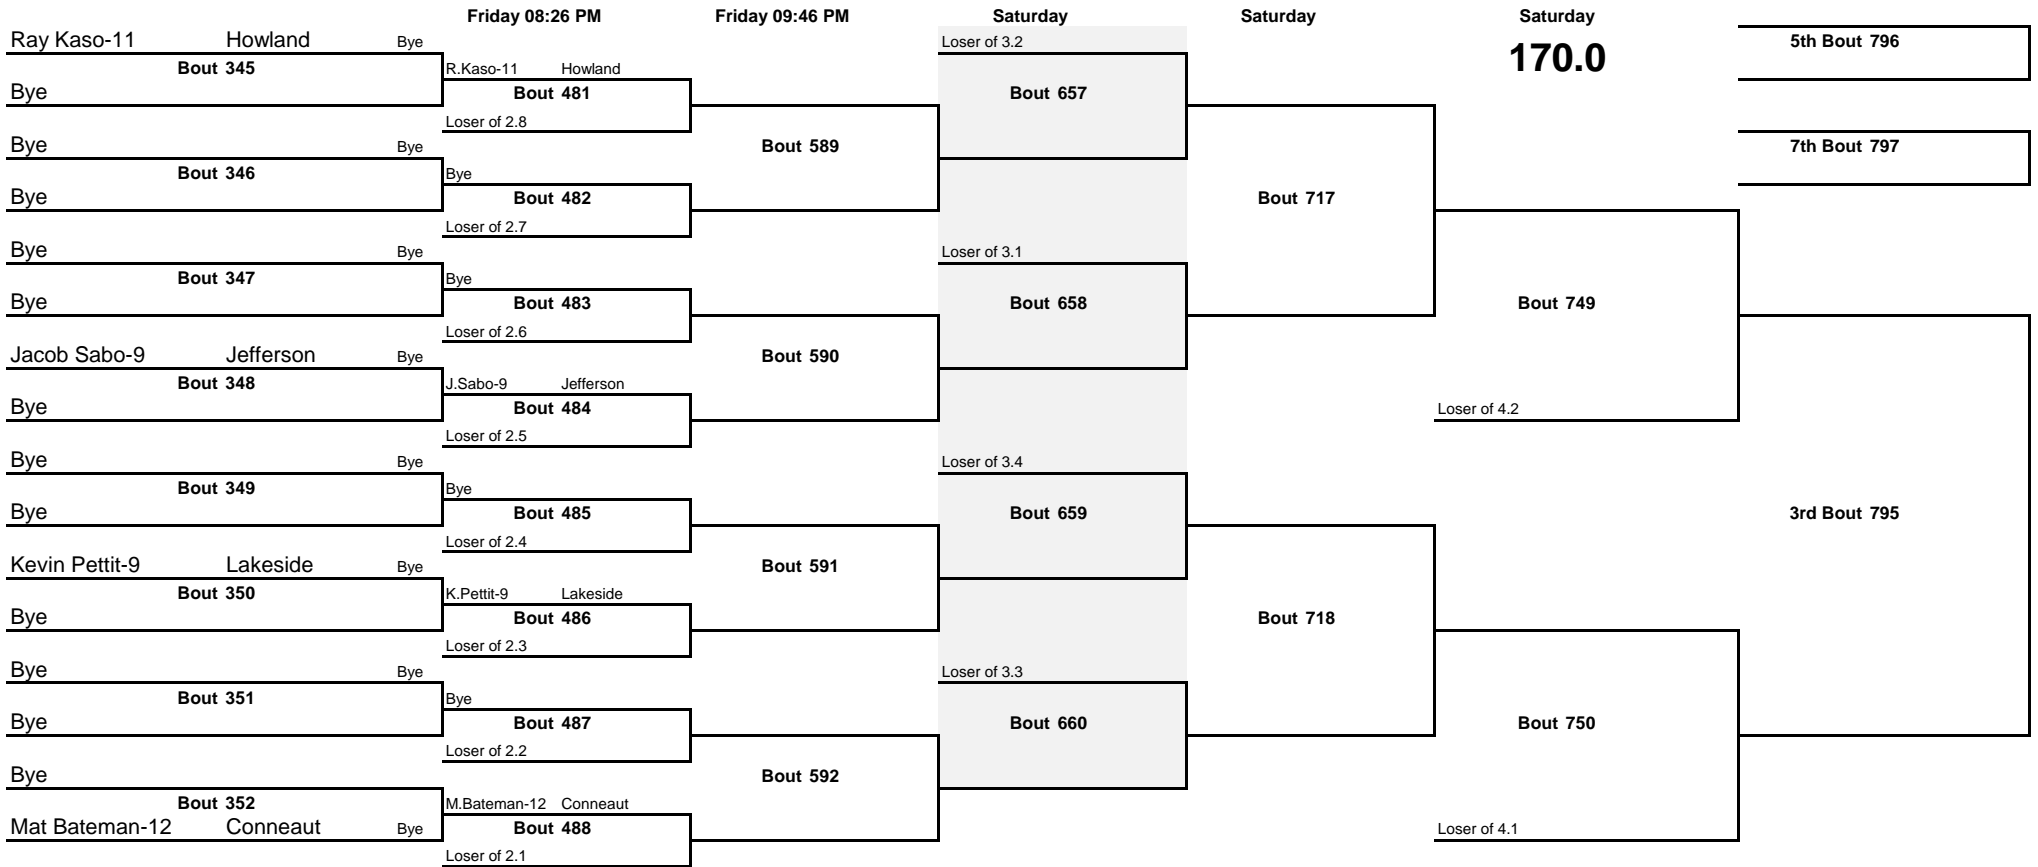 Friday 08:26 PM Friday 09:46 PM Saturday Saturday Saturday
Ray Kaso-11 Howland Bye Loser of 3.2 170.0 5th Bout 796
Bout 345 R.Kaso-11 Howland
Bye Bout 481 Bout 657
Loser of 2.8
Bye Bye Bout 589 7th Bout 797
Bout 346 Bye
Bye Bout 482 Bout 717
Loser of 2.7
Bye Bye Loser of 3.1
Bout 347 Bye
Bye Bout 483 Bout 658 Bout 749
Loser of 2.6
Jacob Sabo-9 Jefferson Bye Bout 590
Bout 348 J.Sabo-9 Jefferson
Bye Bout 484 Loser of 4.2
Loser of 2.5
Bye Bye Loser of 3.4
Bout 349 Bye
Bye Bout 485 Bout 659 3rd Bout 795
Loser of 2.4
Kevin Pettit-9 Lakeside Bye Bout 591
Bout 350 K.Pettit-9 Lakeside
Bye Bout 486 Bout 718
Loser of 2.3
Bye Bye Loser of 3.3
Bout 351 Bye
Bye Bout 487 Bout 660 Bout 750
Loser of 2.2
Bye Bout 592
Bout 352 M.Bateman-12 Conneaut
Mat Bateman-12 Conneaut Bye Bout 488 Loser of 4.1
Loser of 2.1